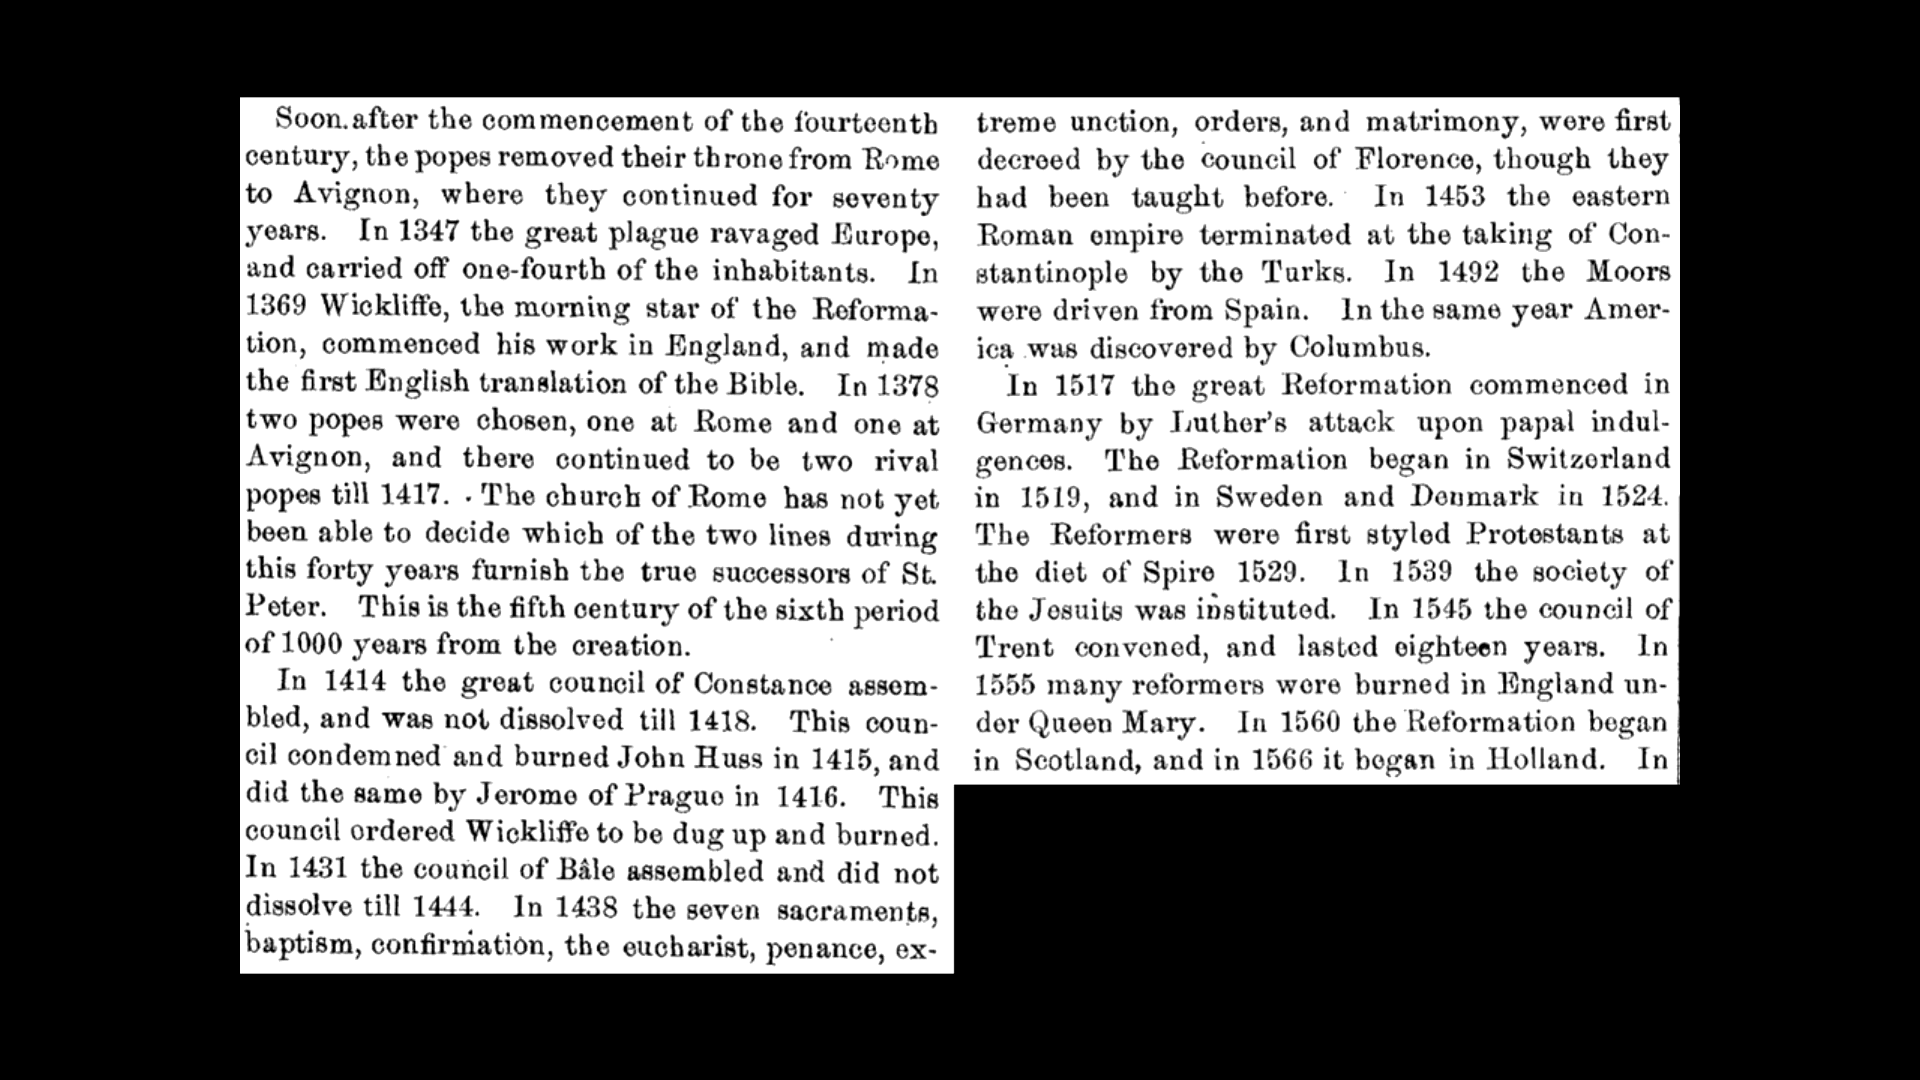 Soon after the commencement of the fourteenth
century, the popes removed their throne from Rome
to Avignon, where they continued for seventy
years. In 1347 the great plague ravaged Europe,
and carried off one-fourth of the inhabitants. In
1369 Wickliffe, the morning star of the Reforma-
tion, commenced his work in England, and made
the first English translation of the Bible. In 1378
two popes were chosen, one at Rome and one at
Avignon, and there continued to be two rival
popes till 1417. The church of Rome has not yet
been able to decide which of the two lines during
this forty years furnish the true successors of St.
Peter. This is the fifth century of the sixth period
of 1000 years from the creation.
In 1414 the great council of Constance assem-
bled, and was not dissolved till 1418. This coun-
cil condemned and burned John Huss in 1415, and
did the same by Jerome of Prague in 1416. This
council ordered Wickliffe to be dug up and burned.
In 1431 the council of Bâle assembled and did not
dissolve till 1444. In 1438 the seven sacraments,
baptism, confirmation, the eucharist, penance, ex-
treme unction, orders, and matrimony, were first
decreed by the council of Florence, though they
had been taught before. In 1453 the eastern
Roman empire terminated at the taking of Con-
stantinople by the Turks. In 1492 the Moors
were driven from Spain. In the same year Amer-
ica was discovered by Columbus.
In 1517 the great Reformation commenced in
Germany by Luther's attack upon papal indul-
gences. The Reformation began in Switzerland
in 1519, and in Sweden and Denmark in 1524.
The Reformers were first styled Protestants at
the diet of Spire 1529. In 1539 the society of
the Jesuits was instituted. In 1545 the council of
Trent convened, and lasted eighteen years. In
1555 many reformers were burned in England un-
der Queen Mary. In 1560 the Reformation began
in Scotland, and in 1566 it began in Holland. In